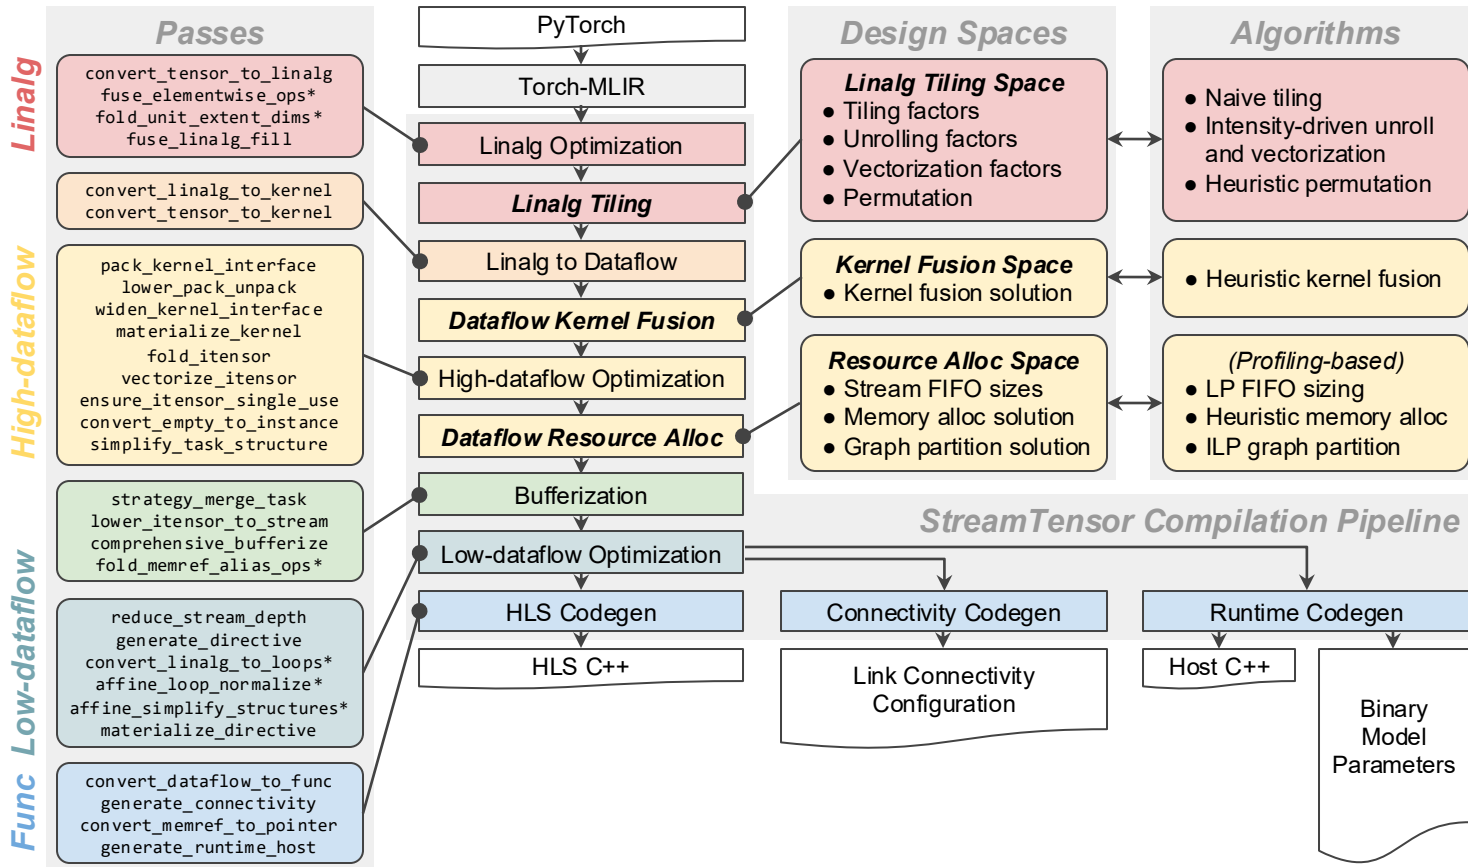 Passes
Linalg
convert_tensor_to_linalg
fuse_elementwise_ops*
fold_unit_extent_dims*
fuse_linalg_fill
convert_linalg_to_kernel
convert_tensor_to_kernel
High-dataflow
pack_kernel_interface
lower_pack_unpack
widen_kernel_interface
materialize_kernel
fold_itensor
vectorize_itensor
ensure_itensor_single_use
convert_empty_to_instance
simplify_task_structure
strategy_merge_task
lower_itensor_to_stream
comprehensive_bufferize
fold_memref_alias_ops*
Low-dataflow
reduce_stream_depth
generate_directive
convert_linalg_to_loops*
affine_loop_normalize*
affine_simplify_structures*
materialize_directive
Func
convert_dataflow_to_func
generate_connectivity
convert_memref_to_pointer
generate_runtime_host
PyTorch
Torch-MLIR
Linalg Optimization
Linalg Tiling
Linalg to Dataflow
Dataflow Kernel Fusion
High-dataflow Optimization
Dataflow Resource Alloc
Bufferization
Low-dataflow Optimization
HLS Codegen
HLS C++
Design Spaces
Linalg Tiling Space
● Tiling factors
● Unrolling factors
● Vectorization factors
● Permutation
Kernel Fusion Space
● Kernel fusion solution
Resource Alloc Space
● Stream FIFO sizes
● Memory alloc solution
● Graph partition solution
Algorithms
● Naive tiling
● Intensity-driven unroll
and vectorization
● Heuristic permutation
● Heuristic kernel fusion
(Profiling-based)
● LP FIFO sizing
● Heuristic memory alloc
● ILP graph partition
StreamTensor Compilation Pipeline
Connectivity Codegen
Link Connectivity
Configuration
Runtime Codegen
Host C++
Binary
Model
Parameters